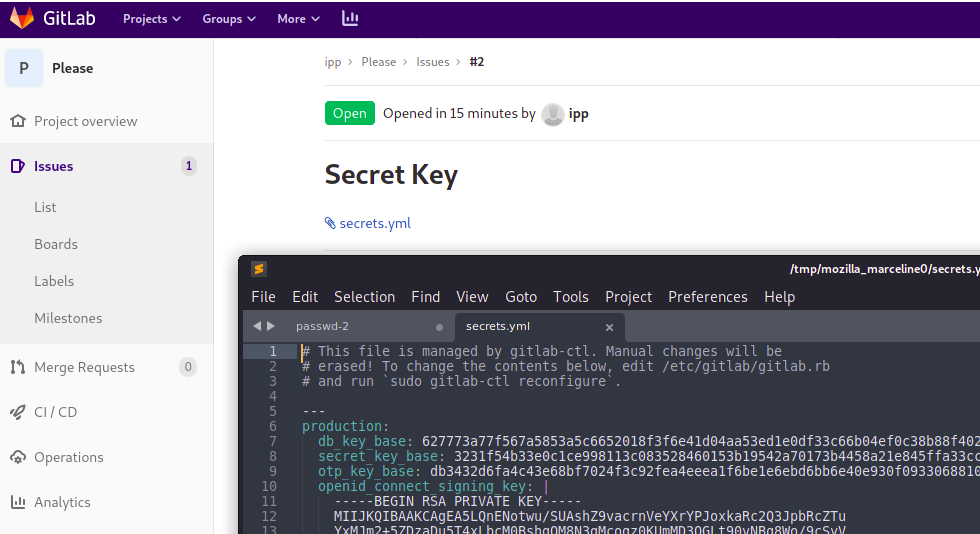 GitLab Projects Groups More
P Please
ipp > Please > Issues > #2
Open Opened in 15 minutes by ipp
Project overview
Issues 1
Secret Key
List
secrets.yml
Boards
Labels
Milestones
Merge Requests 0
CI / CD
Operations
Analytics
/tmp/mozilla_marceline0/secrets.y
File Edit Selection Find View Goto Tools Project Preferences Help
passwd-2 secrets.yml
1 # This file is managed by gitlab-ctl. Manual changes will be
2 # erased! To change the contents below, edit /etc/gitlab/gitlab.rb
3 # and run `sudo gitlab-ctl reconfigure`.
4
5 ---
6 production:
7 db_key_base: 627773a77f567a5853a5c6652018f3f6e41d04aa53ed1e0df33c66b04ef0c38b88f402
8 secret_key_base: 3231f54b33e0c1ce998113c083528460153b19542a70173b4458a21e845ffa33cc
9 otp_key_base: db3432d6fa4c43e68bf7024f3c92fea4eeea1f6be1e6ebd6bb6e40e930f0933068810
10 openid_connect_signing_key: |
11 -----BEGIN RSA PRIVATE KEY-----
12 MIIJKQIBAAKCAgEA5LQnENotwu/SUAshZ9vacrnVeYXrYPJoxkaRc2Q3JpbRcZTu
13